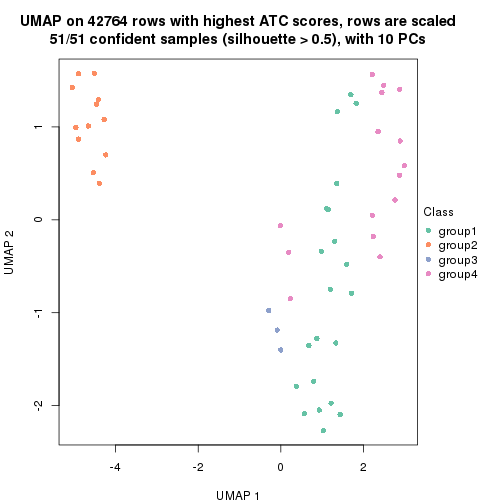 UMAP on 42764 rows with highest ATC scores, rows are scaled
51/51 confident samples (silhouette > 0.5), with 10 PCs
1
0
-1
-2
UMAP 2
-4
-2
0
2
UMAP 1
Class
group1
group2
group3
group4